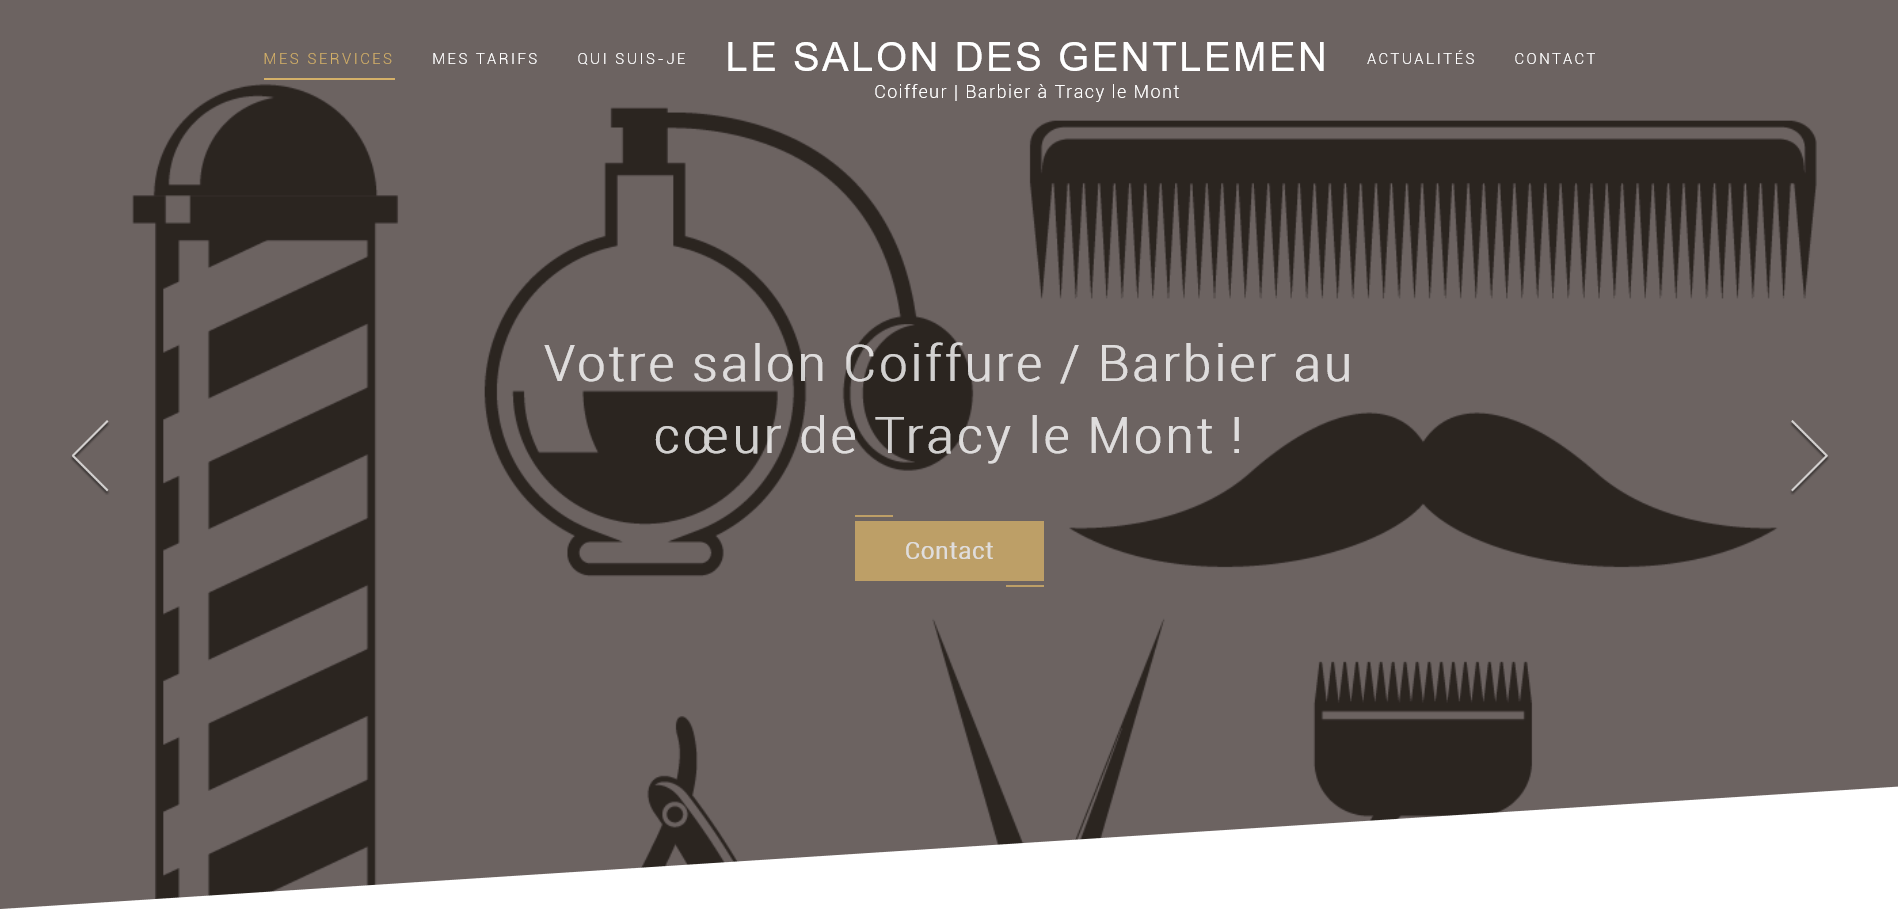 MES SERVICES
MES TARIFS
QUI SUIS-JE
LE SALON DES GENTLEMEN
Coiffeur | Barbier à Tracy le Mont
ACTUALITÉS
CONTACT
Votre salon Coiffure / Barbier au
cœur de Tracy le Mont !
Contact